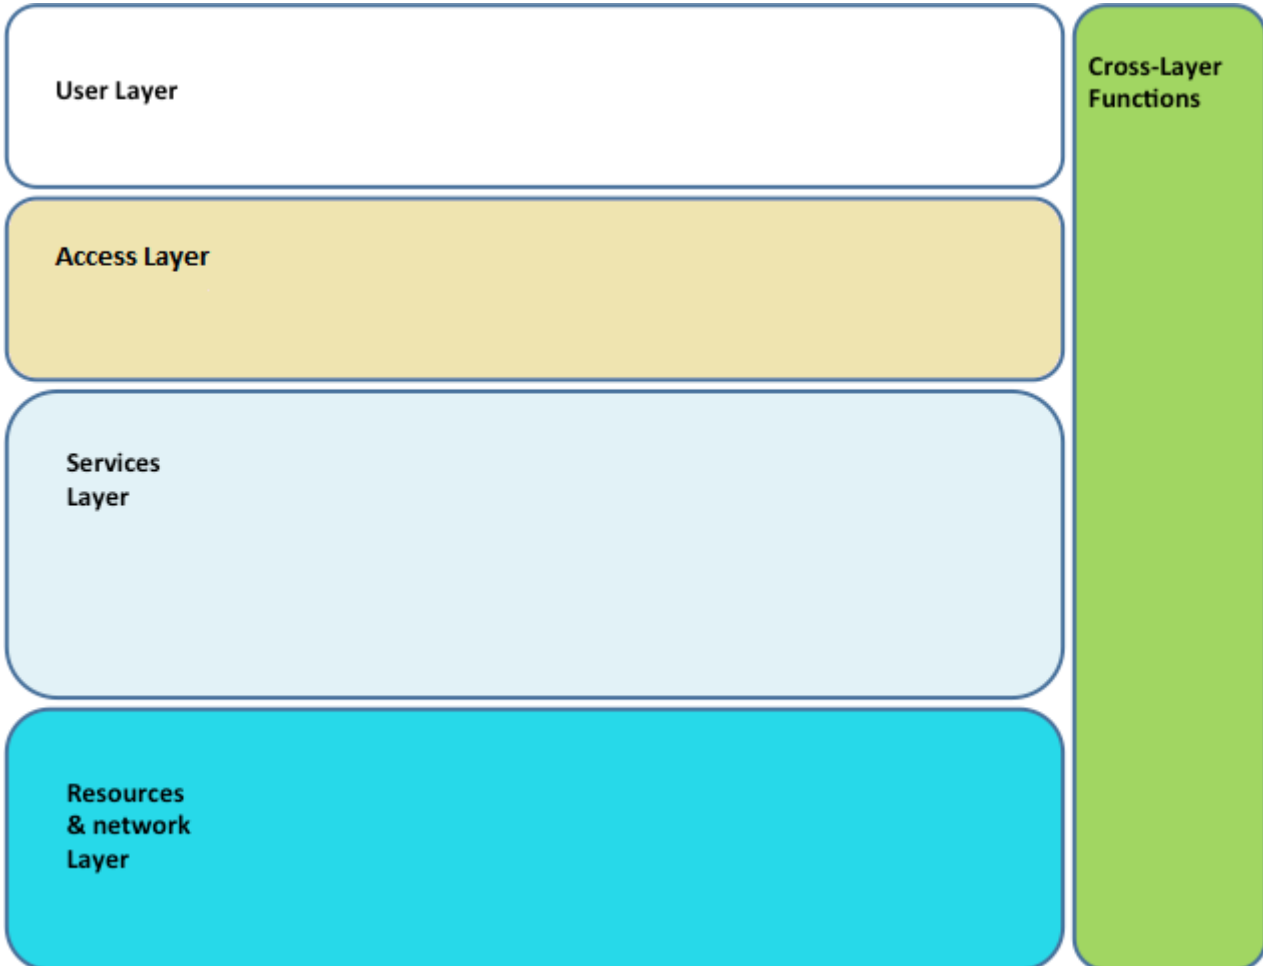 User Layer
Cross-Layer
Functions
Access Layer
Services
Layer
Resources
& network
Layer